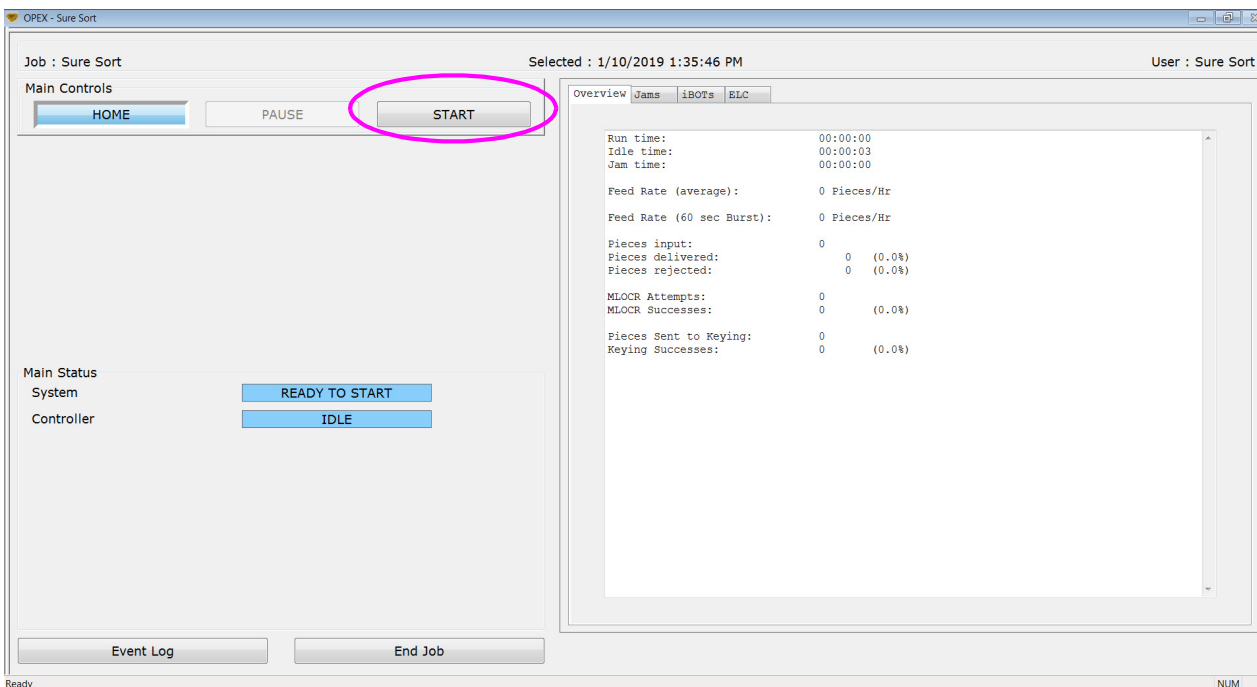 OPEX - Sure Sort
Job : Sure Sort
Selected : 1/10/2019 1:35:46 PM
User : Sure Sort
Main Controls
HOME
PAUSE
START
Overview
Jams
iBOTs
ELC
Run time: 00:00:00
Idle time: 00:00:03
Jam time: 00:00:00
Feed Rate (average): 0 Pieces/Hr
Feed Rate (60 sec Burst): 0 Pieces/Hr
Pieces input: 0
Pieces delivered: 0 (0.0%)
Pieces rejected: 0 (0.0%)
MLOCR Attempts: 0
MLOCR Successes: 0 (0.0%)
Pieces Sent to Keying: 0
Keying Successes: 0 (0.0%)
Main Status
System READY TO START
Controller IDLE
Event Log
End Job
Ready
NUM